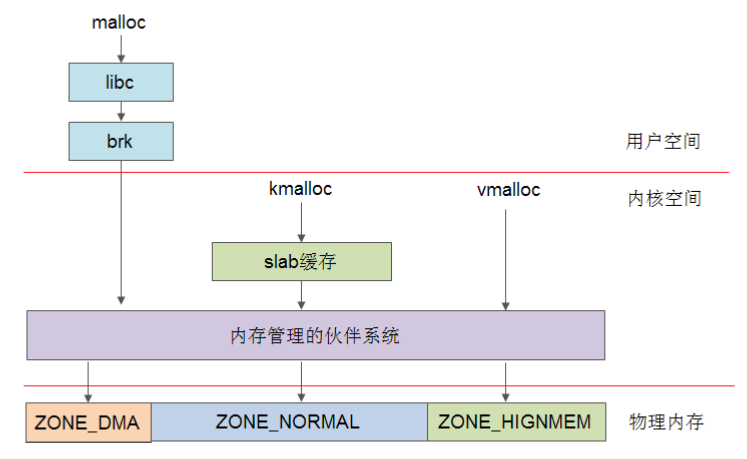 malloc
libc
brk
用户空间
kmalloc
vmalloc
内核空间
slab缓存
内存管理的伙伴系统
ZONE_DMA
ZONE_NORMAL
ZONE_HIGNMEM
物理内存